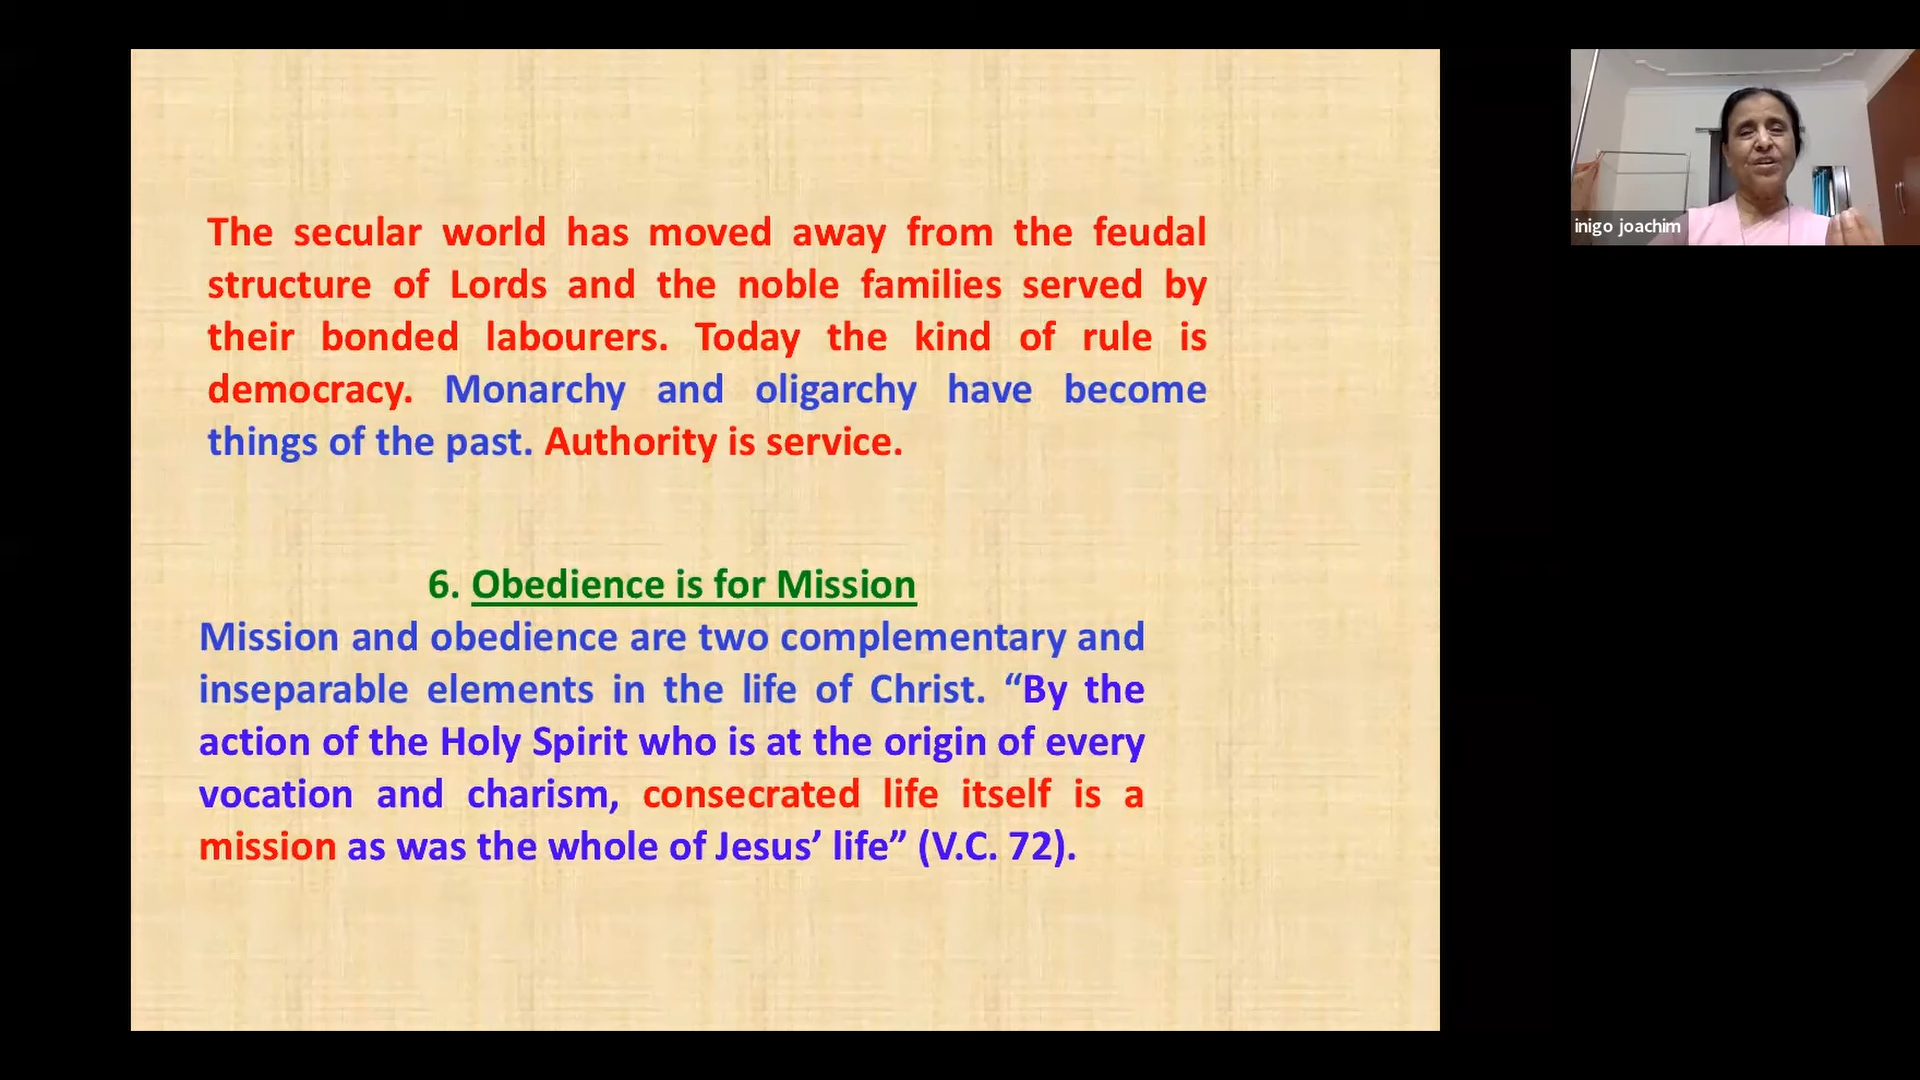 The secular world has moved away from the feudal
structure of Lords and the noble families served by
their bonded labourers. Today the kind of rule is
democracy. Monarchy and oligarchy have become
things of the past. Authority is service.
6. Obedience is for Mission
Mission and obedience are two complementary and
inseparable elements in the life of Christ. “By the
action of the Holy Spirit who is at the origin of every
vocation and charism, consecrated life itself is a
mission as was the whole of Jesus’ life” (V.C. 72).
inigo joachim